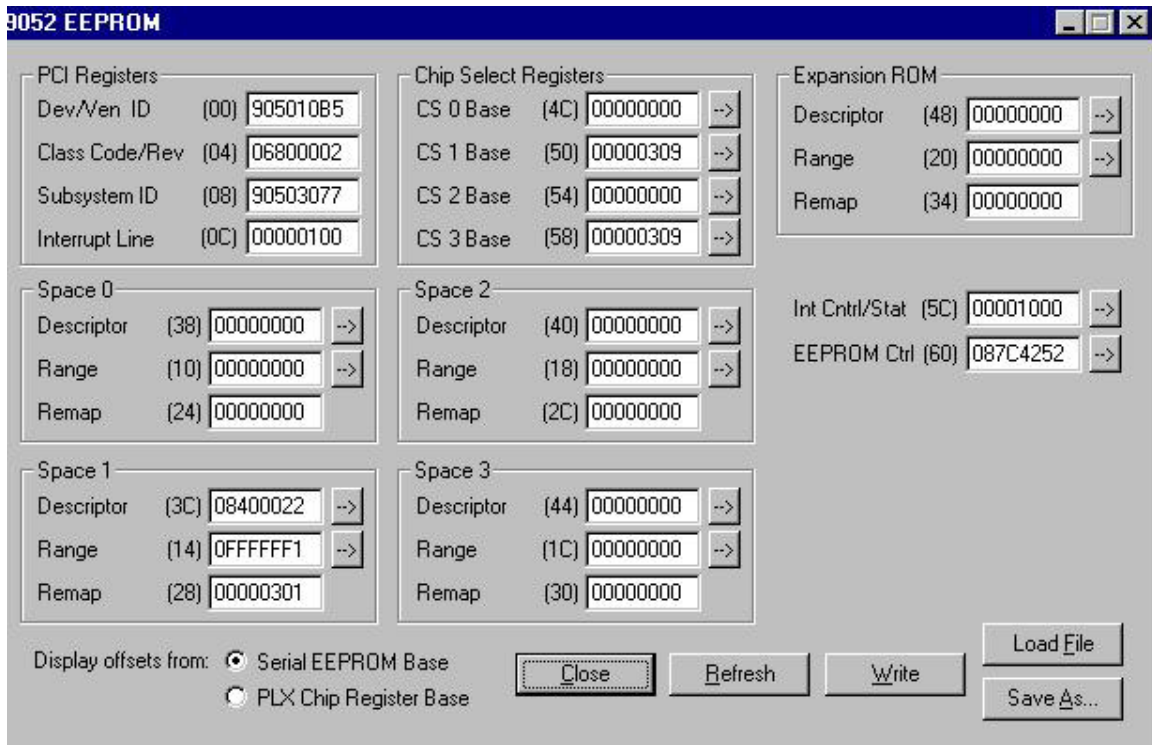 9052 EEPROM
PCI Registers
Dev/Ven ID (00) 905010B5
Class Code/Rev (04) 06800002
Subsystem ID (08) 90503077
Interrupt Line (0C) 00000100
Chip Select Registers
CS 0 Base (4C) 00000000 -->
CS 1 Base (50) 00000309 -->
CS 2 Base (54) 00000000 -->
CS 3 Base (58) 00000309 -->
Expansion ROM
Descriptor (48) 00000000 -->
Range (20) 00000000 -->
Remap (34) 00000000
Space 0
Descriptor (38) 00000000 -->
Range (10) 00000000 -->
Remap (24) 00000000
Space 2
Descriptor (40) 00000000 -->
Range (18) 00000000 -->
Remap (2C) 00000000
Int Cntrl/Stat (5C) 00001000 -->
EEPROM Ctrl (60) 087C4252 -->
Space 1
Descriptor (3C) 08400022 -->
Range (14) 0FFFFFF1 -->
Remap (28) 00000301
Space 3
Descriptor (44) 00000000 -->
Range (1C) 00000000 -->
Remap (30) 00000000
Display offsets from: Serial EEPROM Base
PLX Chip Register Base
Close Refresh Write
Load File
Save As...